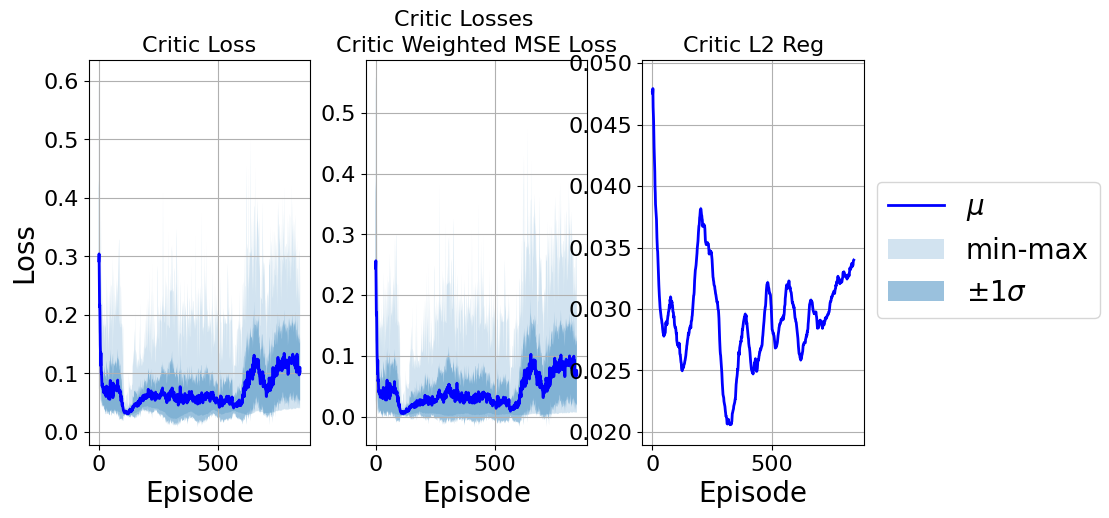 Critic Losses
Critic Loss
Critic Weighted MSE Loss
Critic L2 Reg
Loss
0.6
0.5
0.4
0.3
0.2
0.1
0.0
0
500
Episode
0.5
0.4
0.3
0.2
0.1
0.0
0
500
Episode
0.050
0.045
0.040
0.035
0.030
0.025
0.020
0
500
Episode
μ
min-max
±1σ